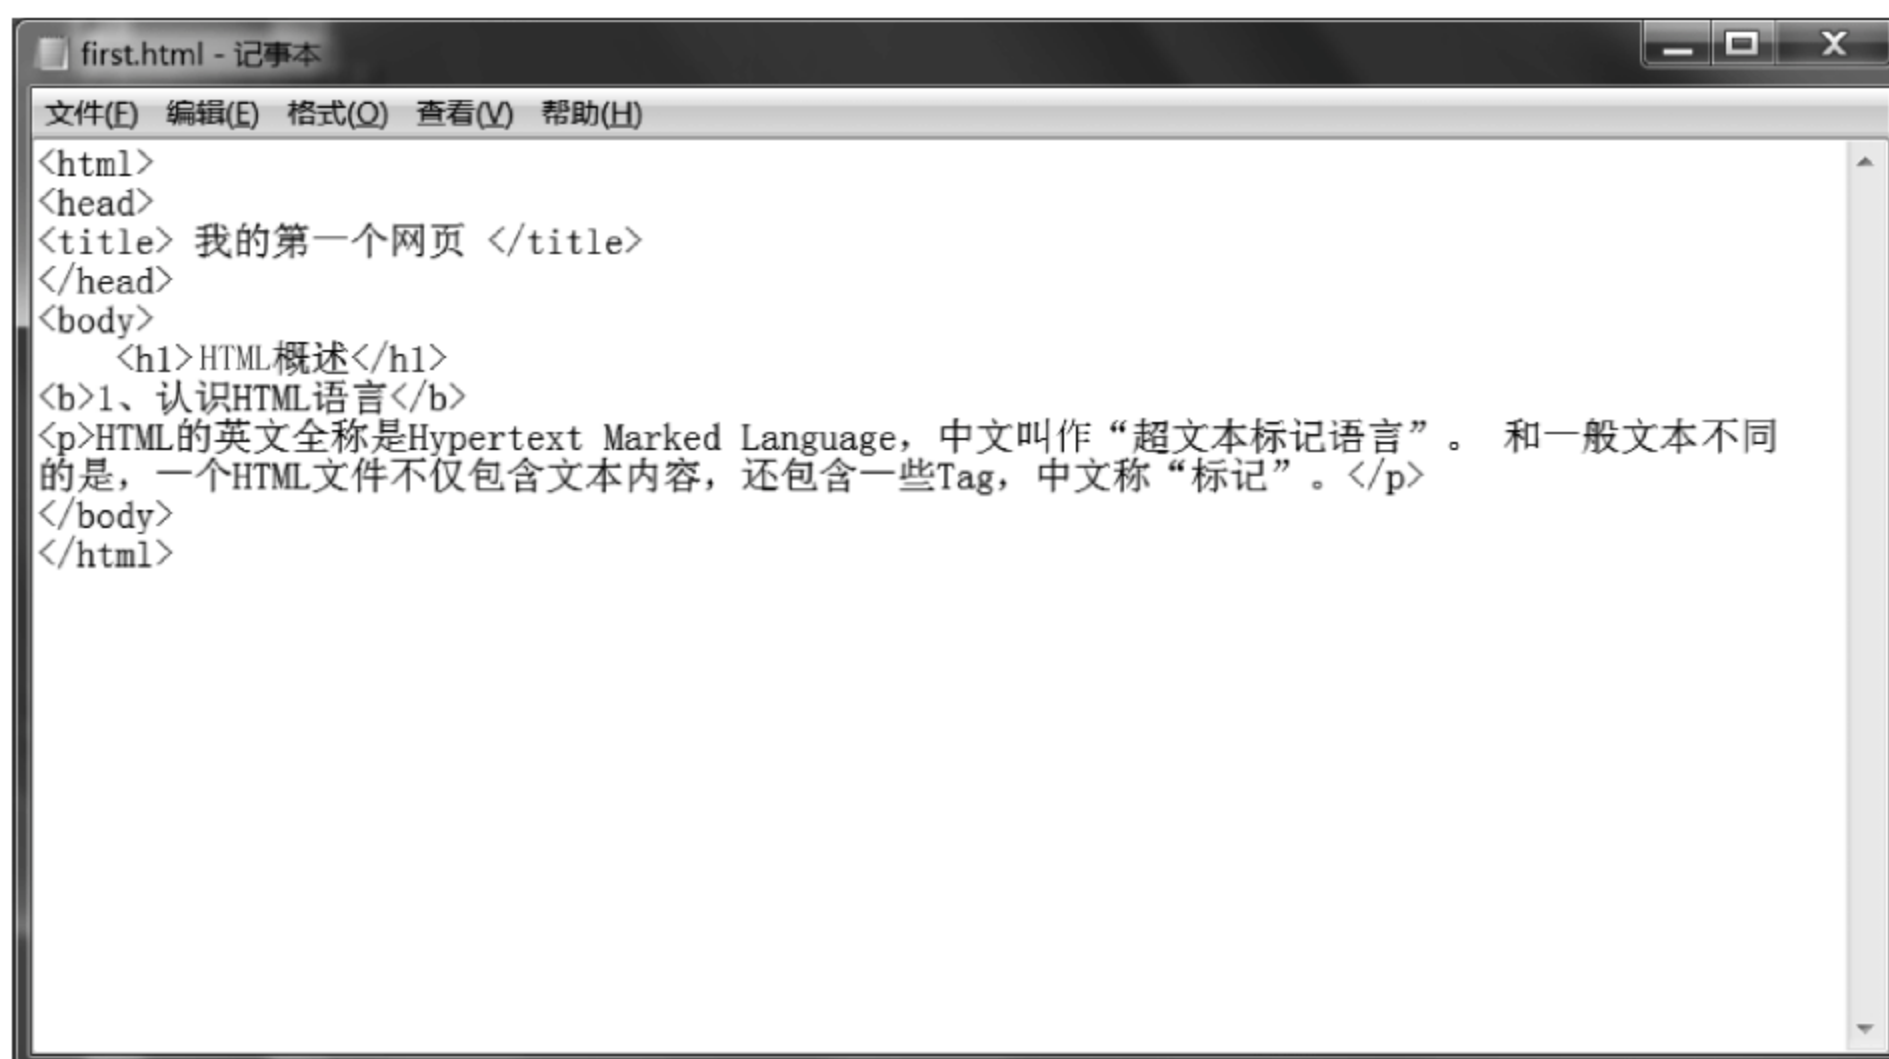 first.html - 记事本
文件(F) 编辑(E) 格式(O) 查看(V) 帮助(H)
<html>
<head>
<title> 我的第一个网页 </title>
</head>
<body>
    <h1>HTML概述</h1>
<b>1、认识HTML语言</b>
<p>HTML的英文全称是Hypertext Marked Language，中文叫作“超文本标记语言”。 和一般文本不同
的是，一个HTML文件不仅包含文本内容，还包含一些Tag，中文称“标记”。</p>
</body>
</html>